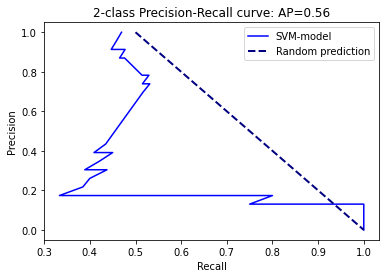 2-class Precision-Recall curve: AP=0.56
SVM-model
Random prediction
Precision
1.0
0.8
0.6
0.4
0.2
0.0
0.3 0.4 0.5 0.6 0.7 0.8 0.9 1.0
Recall